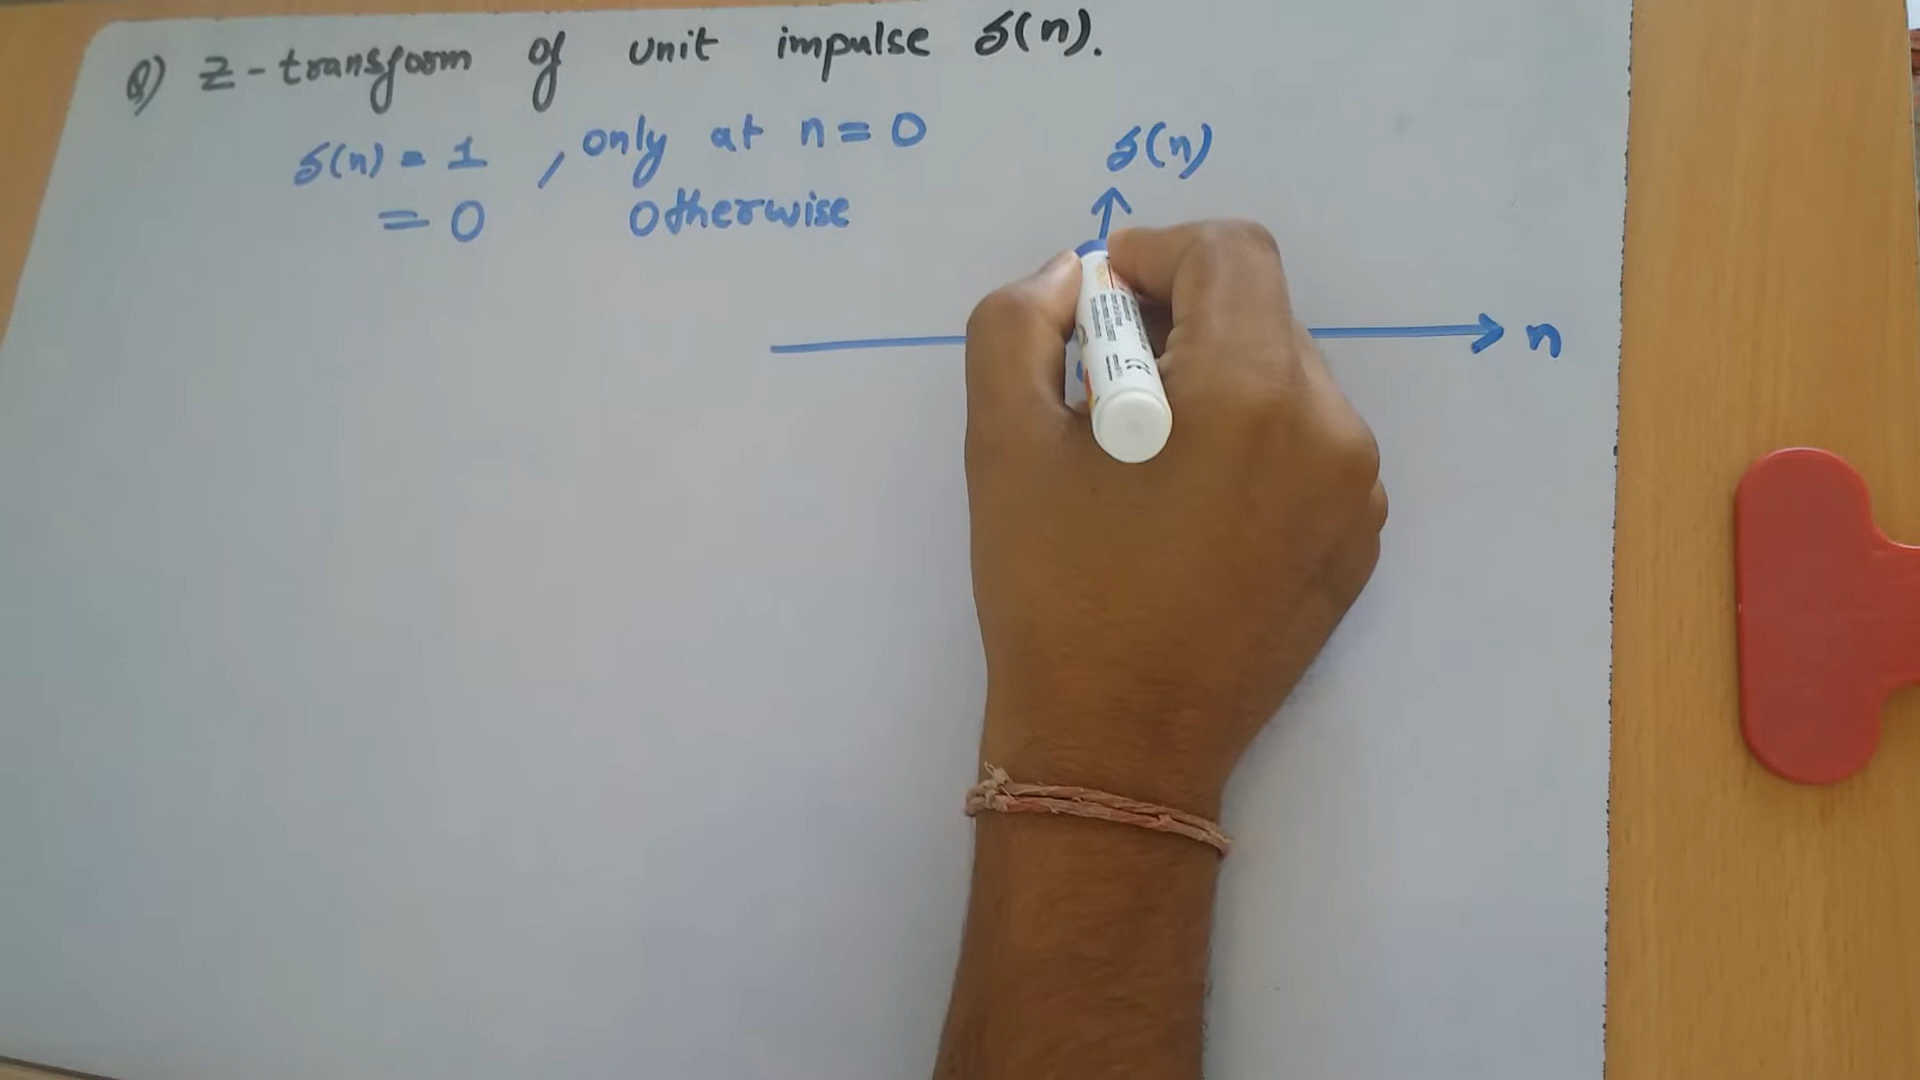 Q) Z-transform of unit impulse δ(n).
δ(n) = 1 , only at n = 0
= 0 otherwise
δ(n)
n